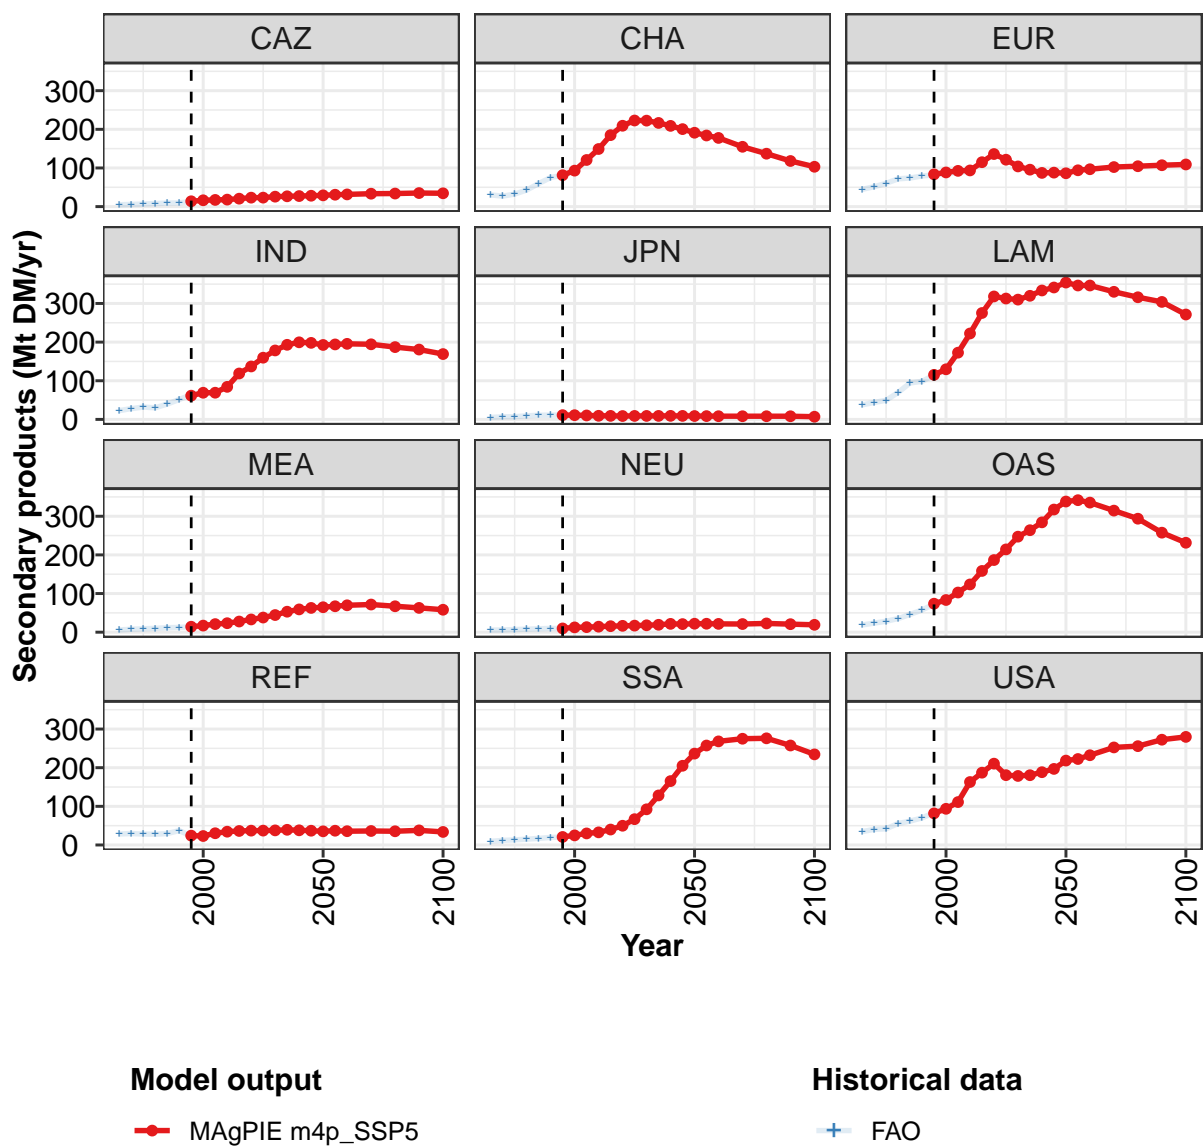 CAZ CHA EUR
300
200
100
0
IND JPN LAM
300
200
100
0
MEA NEU OAS
300
200
100
0
REF SSA USA
300
200
100
0
2000 2050 2100 2000 2050 2100 2000 2050 2100
Secondary products (Mt DM/yr)
Year
Model output Historical data
MAgPIE m4p_SSP5 FAO